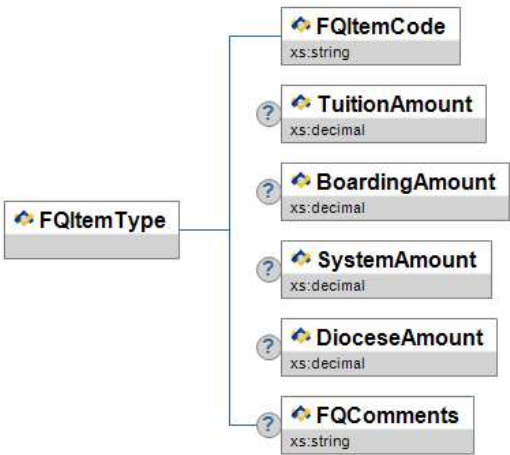 FQItemCode
xs:string
?
TuitionAmount
xs:decimal
?
BoardingAmount
xs:decimal
FQItemType
?
SystemAmount
xs:decimal
?
DioceseAmount
xs:decimal
?
FQComments
xs:string